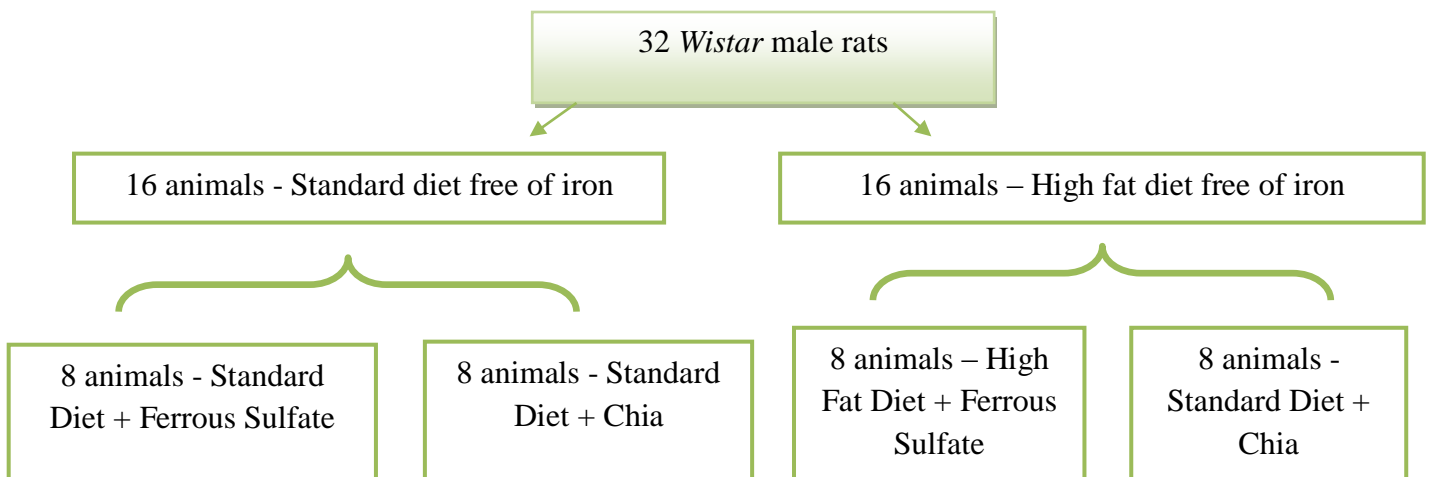 32 Wistar male rats
16 animals - Standard diet free of iron
16 animals – High fat diet free of iron
8 animals - Standard
Diet + Ferrous Sulfate
8 animals - Standard
Diet + Chia
8 animals – High
Fat Diet + Ferrous
Sulfate
8 animals -
Standard Diet +
Chia